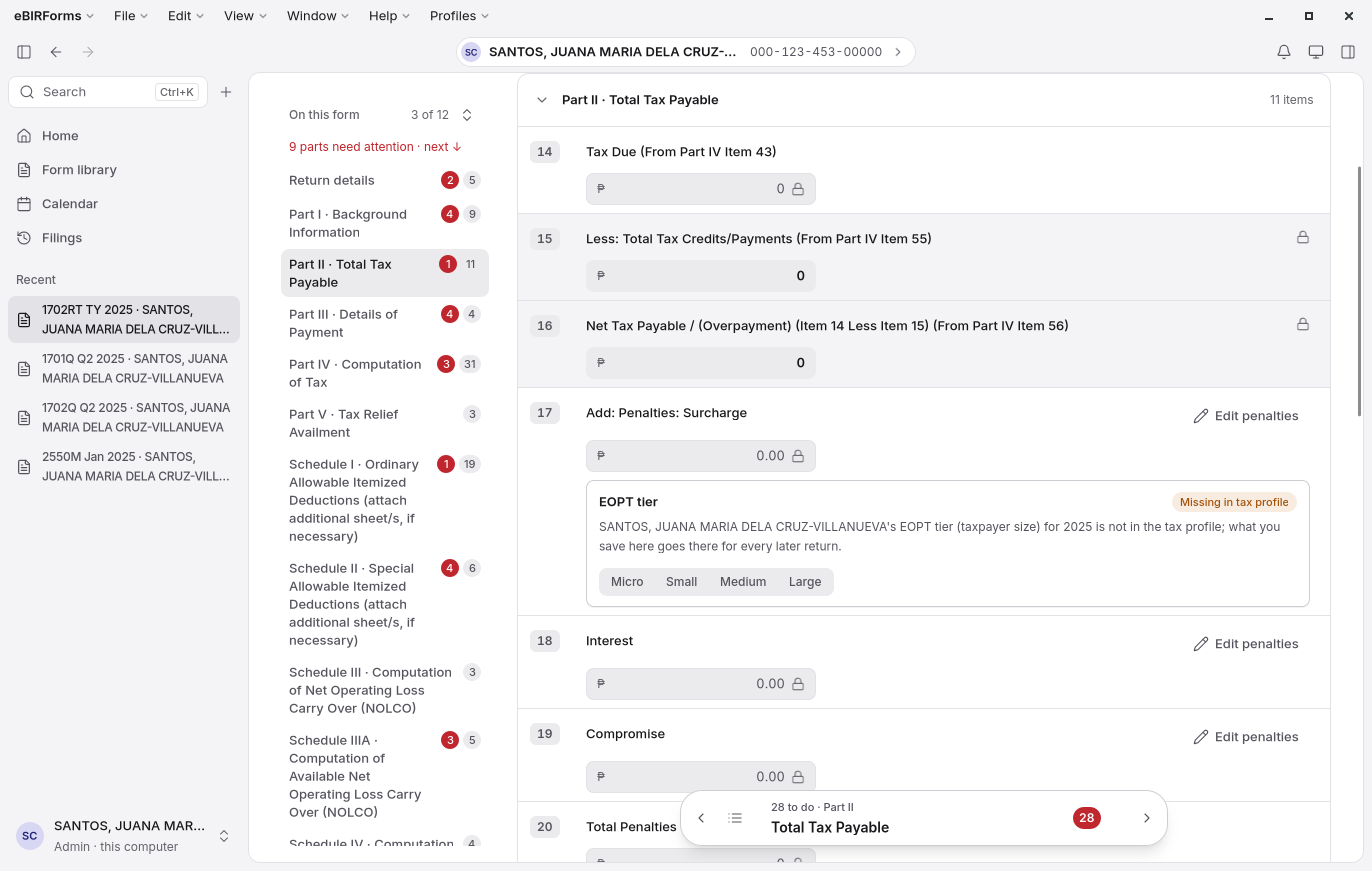 eBIRForms File Edit View Window Help Profiles
SC SANTOS, JUANA MARIA DELA CRUZ-... 000-123-453-00000
Search Ctrl+K
Home
Form library
Calendar
Filings
Recent
1702RT TY 2025 · SANTOS,
JUANA MARIA DELA CRUZ-VILL...
1701Q Q2 2025 · SANTOS, JUANA
MARIA DELA CRUZ-VILLANUEVA
1702Q Q2 2025 · SANTOS, JUANA
MARIA DELA CRUZ-VILLANUEVA
2550M Jan 2025 · SANTOS,
JUANA MARIA DELA CRUZ-VILL...
SC SANTOS, JUANA MAR...
Admin · this computer
On this form 3 of 12
9 parts need attention · next ↓
Return details 2 5
Part I · Background 4 9
Information
Part II · Total Tax 1 11
Payable
Part III · Details of 4 4
Payment
Part IV · Computation 3 31
of Tax
Part V · Tax Relief 3
Availment
Schedule I · Ordinary 1 19
Allowable Itemized
Deductions (attach
additional sheet/s, if
necessary)
Schedule II · Special 4 6
Allowable Itemized
Deductions (attach
additional sheet/s, if
necessary)
Schedule III · Computation 3
of Net Operating Loss
Carry Over (NOLCO)
Schedule IIIA · 3 5
Computation of
Available Net
Operating Loss Carry
Over (NOLCO)
Schedule IV · Computation 4
Part II · Total Tax Payable 11 items
14 Tax Due (From Part IV Item 43)
₱ 0
15 Less: Total Tax Credits/Payments (From Part IV Item 55)
₱ 0
16 Net Tax Payable / (Overpayment) (Item 14 Less Item 15) (From Part IV Item 56)
₱ 0
17 Add: Penalties: Surcharge Edit penalties
₱ 0.00
EOPT tier Missing in tax profile
SANTOS, JUANA MARIA DELA CRUZ-VILLANUEVA's EOPT tier (taxpayer size) for 2025 is not in the tax profile; what you
save here goes there for every later return.
Micro Small Medium Large
18 Interest Edit penalties
₱ 0.00
19 Compromise Edit penalties
₱ 0.00
20 Total Penalties
₱ 0
28 to do · Part II
Total Tax Payable 28